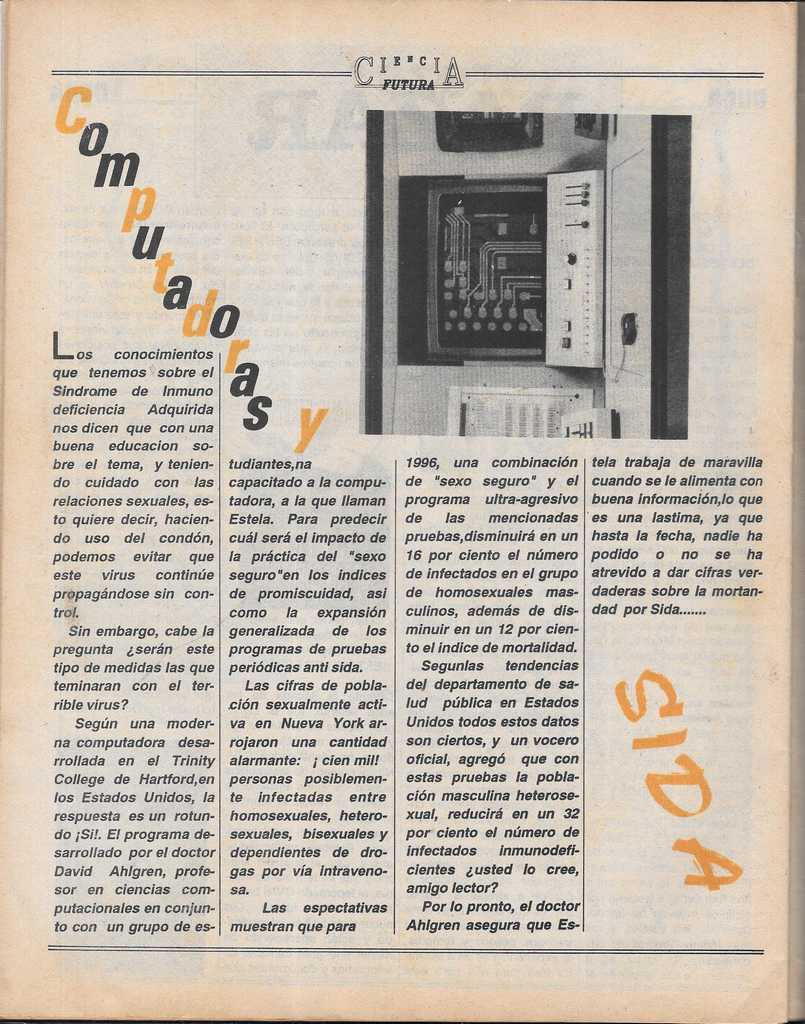 CIENCIA
FUTURA
Computadoras y
Los conocimientos
que tenemos sobre el
Sindrome de Inmuno
deficiencia Adquirida
nos dicen que con una
buena educacion so-
bre el tema, y tenien-
do cuidado con las
relaciones sexuales, es-
to quiere decir, hacien-
do uso del condón,
podemos evitar que
este virus continúe
propagándose sin con-
trol.
Sin embargo, cabe la
pregunta ¿serán este
tipo de medidas las que
teminaran con el ter-
rible virus?
Según una moder-
na computadora desa-
rrollada en el Trinity
College de Hartford,en
los Estados Unidos, la
respuesta es un rotun-
do ¡Si!. El programa de-
sarrollado por el doctor
David Ahlgren, profe-
sor en ciencias com-
putacionales en conjun-
to con un grupo de es-
tudiantes,na
capacitado a la compu-
tadora, a la que llaman
Estela. Para predecir
cuál será el impacto de
la práctica del "sexo
seguro"en los indices
de promiscuidad, asi
como la expansión
generalizada de los
programas de pruebas
periódicas anti sida.
Las cifras de pobla-
ción sexualmente acti-
va en Nueva York ar-
rojaron una cantidad
alarmante: ¡ cien mil!
personas posiblemen-
te infectadas entre
homosexuales, hetero-
sexuales, bisexuales y
dependientes de dro-
gas por vía intraveno-
sa.
Las espectativas
muestran que para
1996, una combinación
de "sexo seguro" y el
programa ultra-agresivo
de las mencionadas
pruebas,disminuirá en un
16 por ciento el número
de infectados en el grupo
de homosexuales mas-
culinos, además de dis-
minuir en un 12 por cien-
to el indice de mortalidad.
Segunlas tendencias
del departamento de sa-
lud pública en Estados
Unidos todos estos datos
son ciertos, y un vocero
oficial, agregó que con
estas pruebas la pobla-
ción masculina heterose-
xual, reducirá en un 32
por ciento el número de
infectados inmunodefi-
cientes ¿usted lo cree,
amigo lector?
Por lo pronto, el doctor
Ahlgren asegura que Es-
tela trabaja de maravilla
cuando se le alimenta con
buena información,lo que
es una lastima, ya que
hasta la fecha, nadie ha
podido o no se ha
atrevido a dar cifras ver-
daderas sobre la mortan-
dad por Sida.......
SIDA